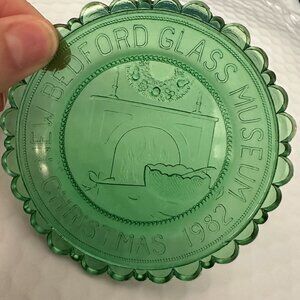 NEW BEDFORD GLASS MUSEUM
CHRISTMAS 1982